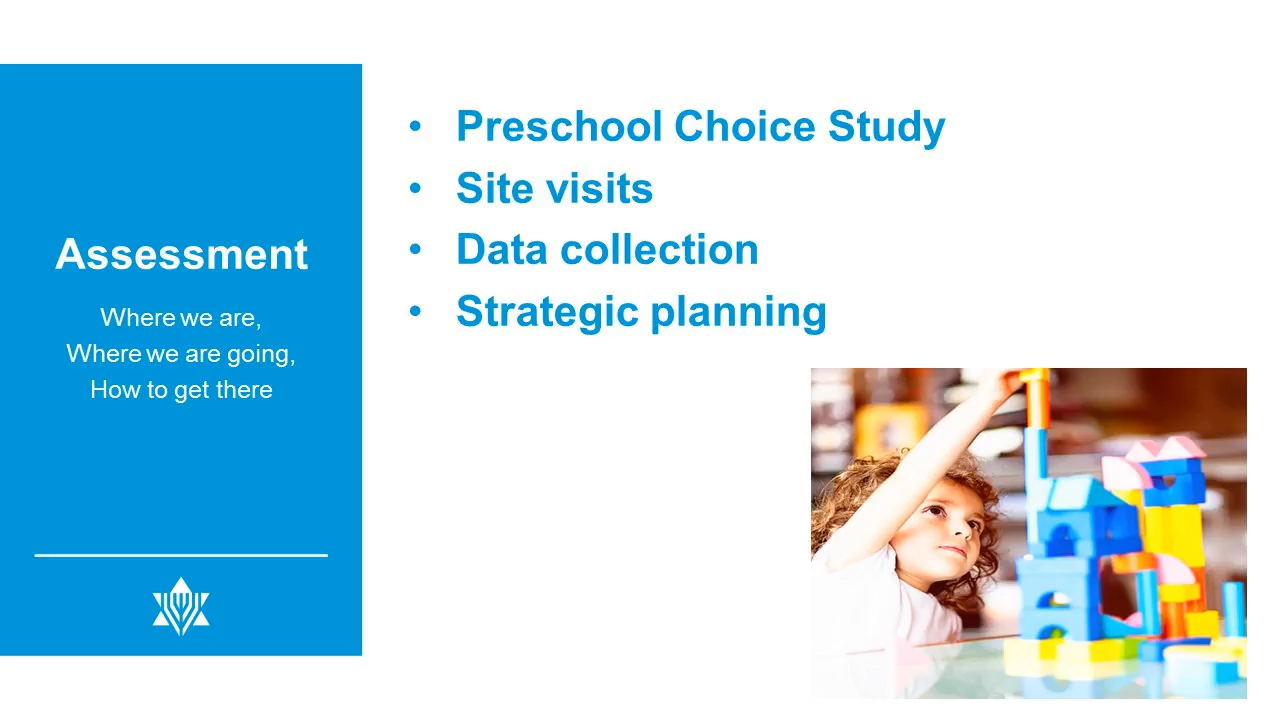 Assessment
Where we are,
Where we are going,
How to get there
• Preschool Choice Study
• Site visits
• Data collection
• Strategic planning